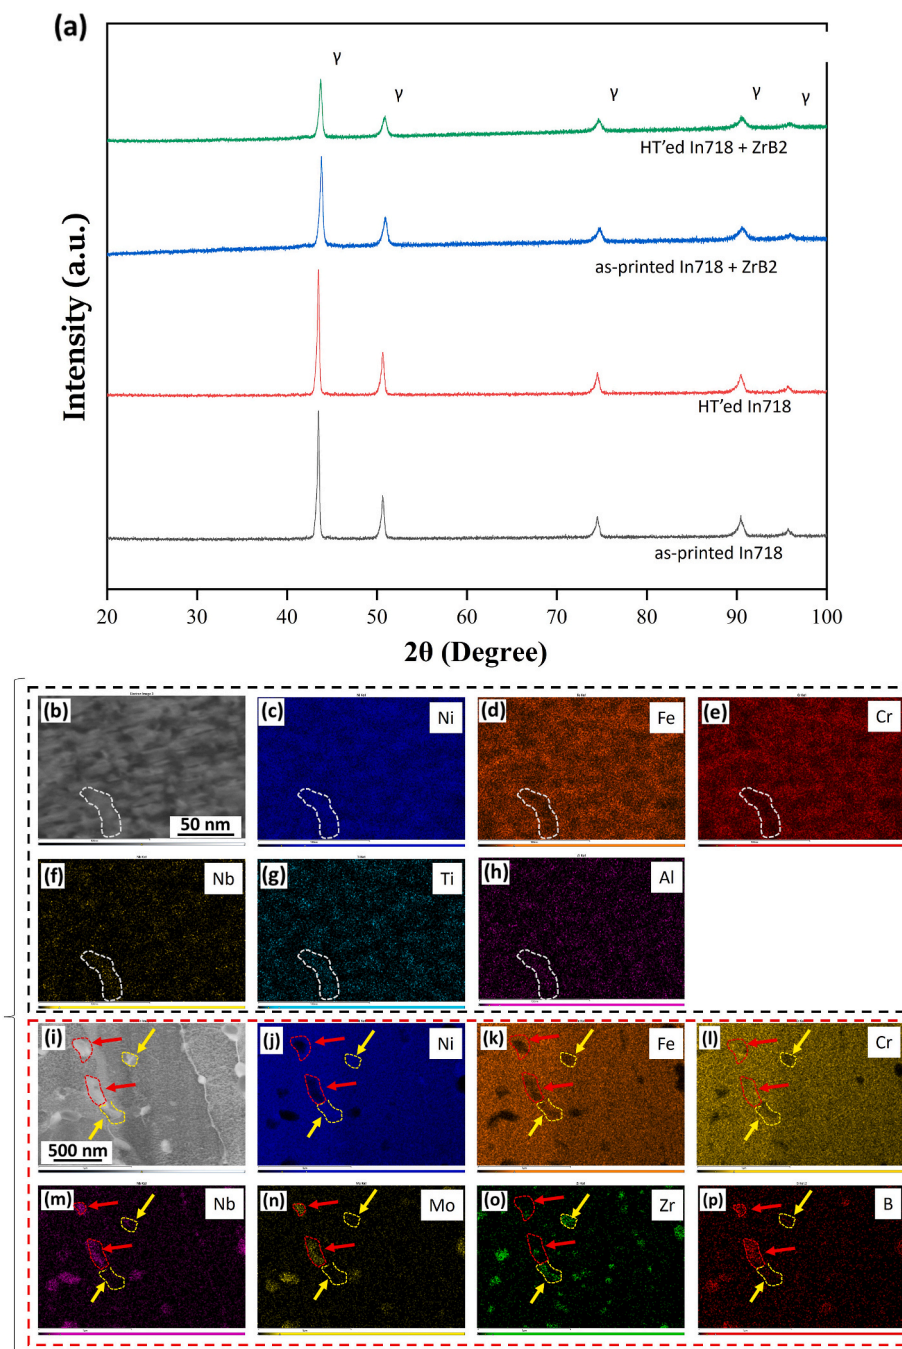 (a)
γ
γ
γ
γ
γ
HT'ed In718 + ZrB2
as-printed In718 + ZrB2
HT'ed In718
as-printed In718
Intensity (a.u.)
20 30 40 50 60 70 80 90 100
2θ (Degree)
(b)
50 nm
(c) Ni
(d) Fe
(e) Cr
(f) Nb
(g) Ti
(h) Al
(i)
500 nm
(j) Ni
(k) Fe
(l) Cr
(m) Nb
(n) Mo
(o) Zr
(p) B